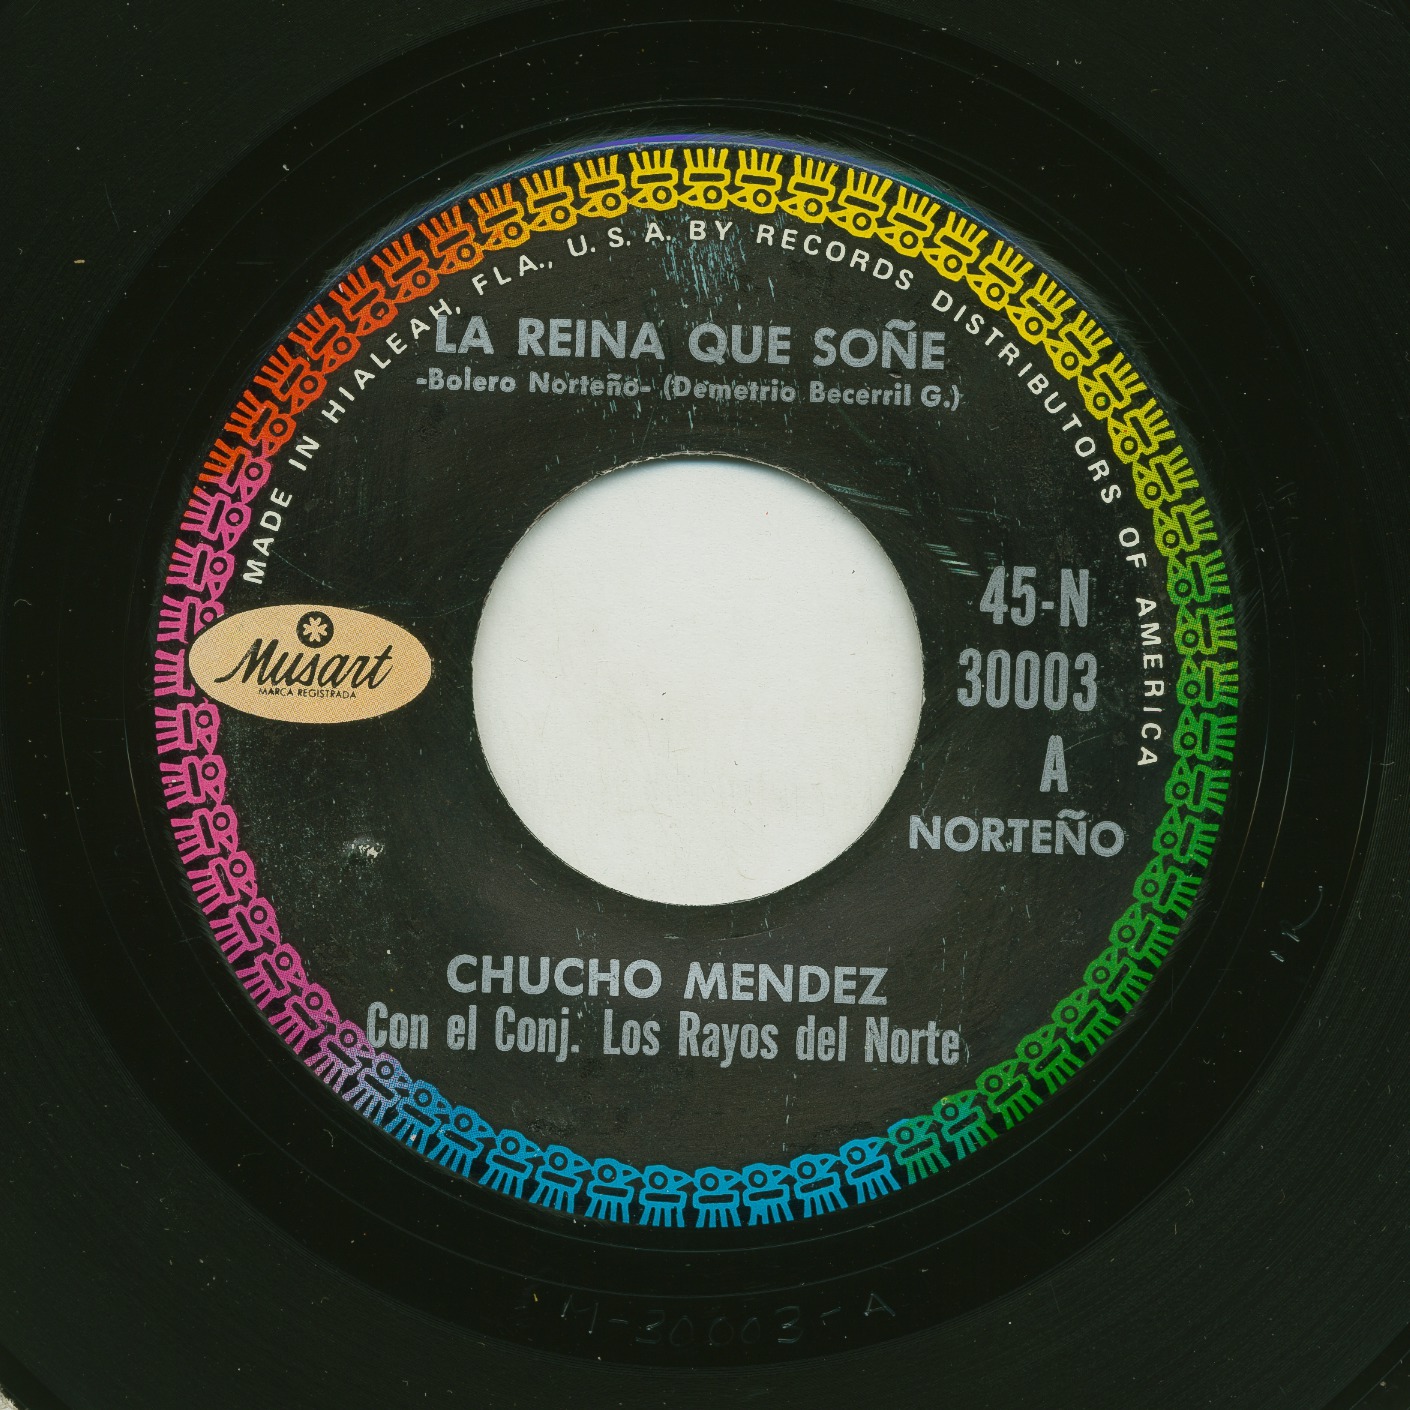 MADE IN HIALEAH, FLA., U. S. A. BY RECORDS DISTRIBUTORS OF AMERICA
LA REINA QUE SOÑE
-Bolero Norteño- (Demetrio Becerril G.)
Musart
MARCA REGISTRADA
45-N
30003
A
NORTEÑO
CHUCHO MENDEZ
Con el Conj. Los Rayos del Norte
M-30003-A